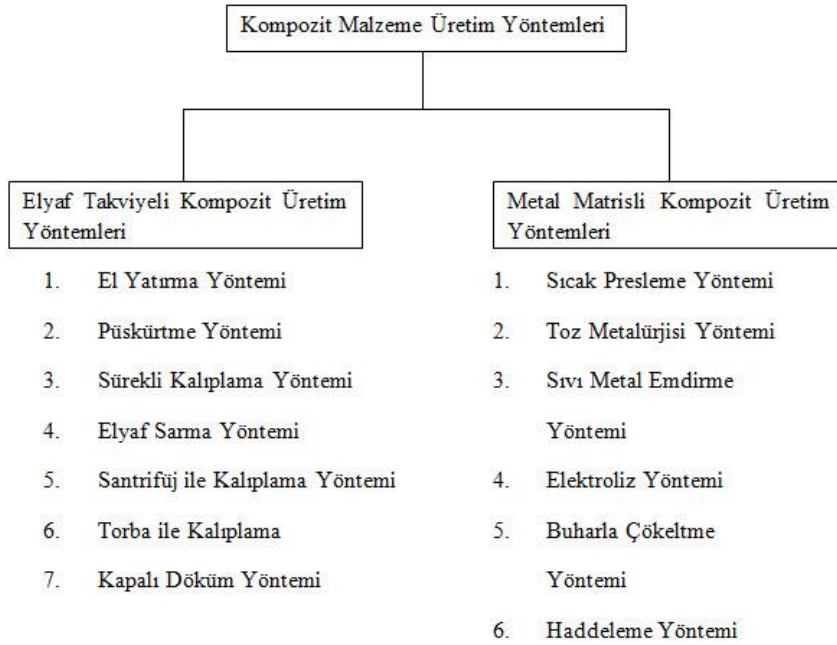 Kompozit Malzeme Üretim Yöntemleri
Elyaf Takviyeli Kompozit Üretim
Yöntemleri
1. El Yatırma Yöntemi
2. Püskürtme Yöntemi
3. Sürekli Kalıplama Yöntemi
4. Elyaf Sarma Yöntemi
5. Santrifüj ile Kalıplama Yöntemi
6. Torba ile Kalıplama
7. Kapalı Döküm Yöntemi
Metal Matrisli Kompozit Üretim
Yöntemleri
1. Sıcak Presleme Yöntemi
2. Toz Metalürjisi Yöntemi
3. Sıvı Metal Emdirme
Yöntemi
4. Elektroliz Yöntemi
5. Buharla Çökeltme
Yöntemi
6. Haddeleme Yöntemi